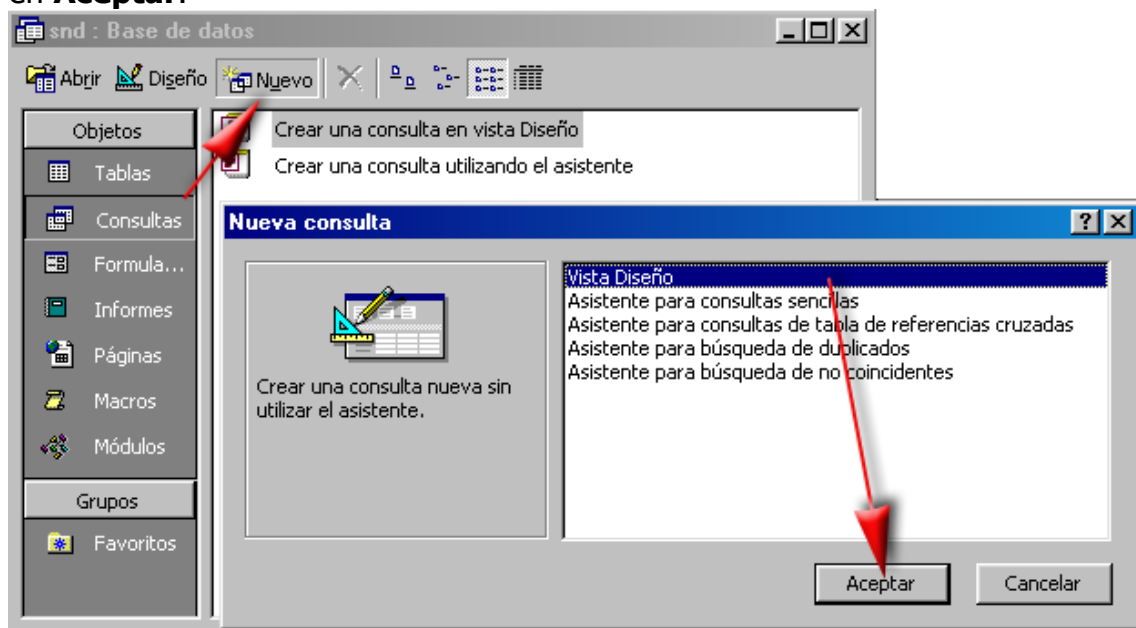 en Aceptar.
snd : Base de datos
Abrir Diseño Nuevo
Objetos
Tablas
Consultas
Formula...
Informes
Páginas
Macros
Módulos
Grupos
Favoritos
Crear una consulta en vista Diseño
Crear una consulta utilizando el asistente
Nueva consulta
Crear una consulta nueva sin
utilizar el asistente.
Vista Diseño
Asistente para consultas sencillas
Asistente para consultas de tabla de referencias cruzadas
Asistente para búsqueda de duplicados
Asistente para búsqueda de no coincidentes
Aceptar Cancelar